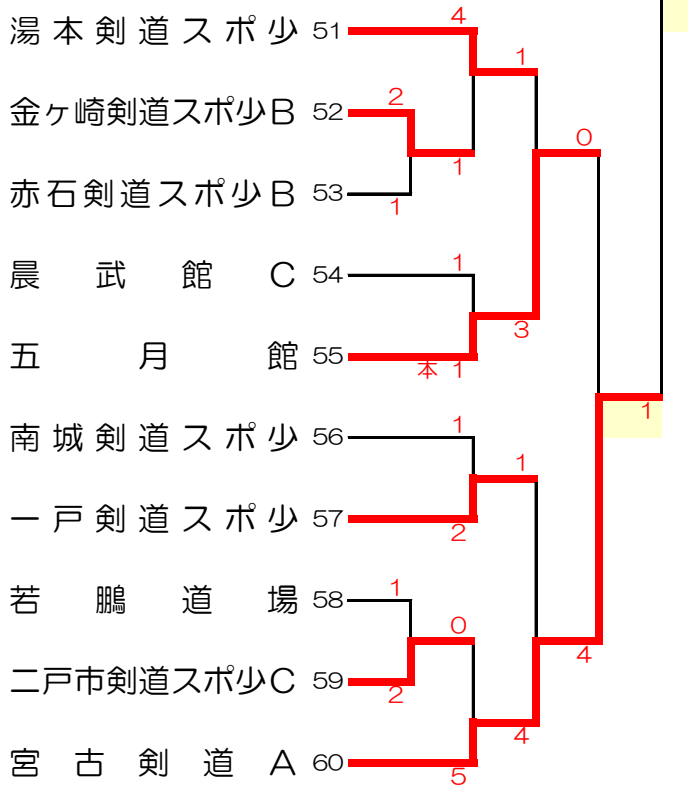 湯本剣道スポ少 51 4
1
金ヶ崎剣道スポ少B 52 2
0
1
赤石剣道スポ少B 53 1
晨武館C 54 1
3
五月館 55 本 1
1
南城剣道スポ少 56 1
1
一戸剣道スポ少 57 2
若鵬道場 58 1
0
4
二戸市剣道スポ少C 59 2
4
宮古剣道A 60 5